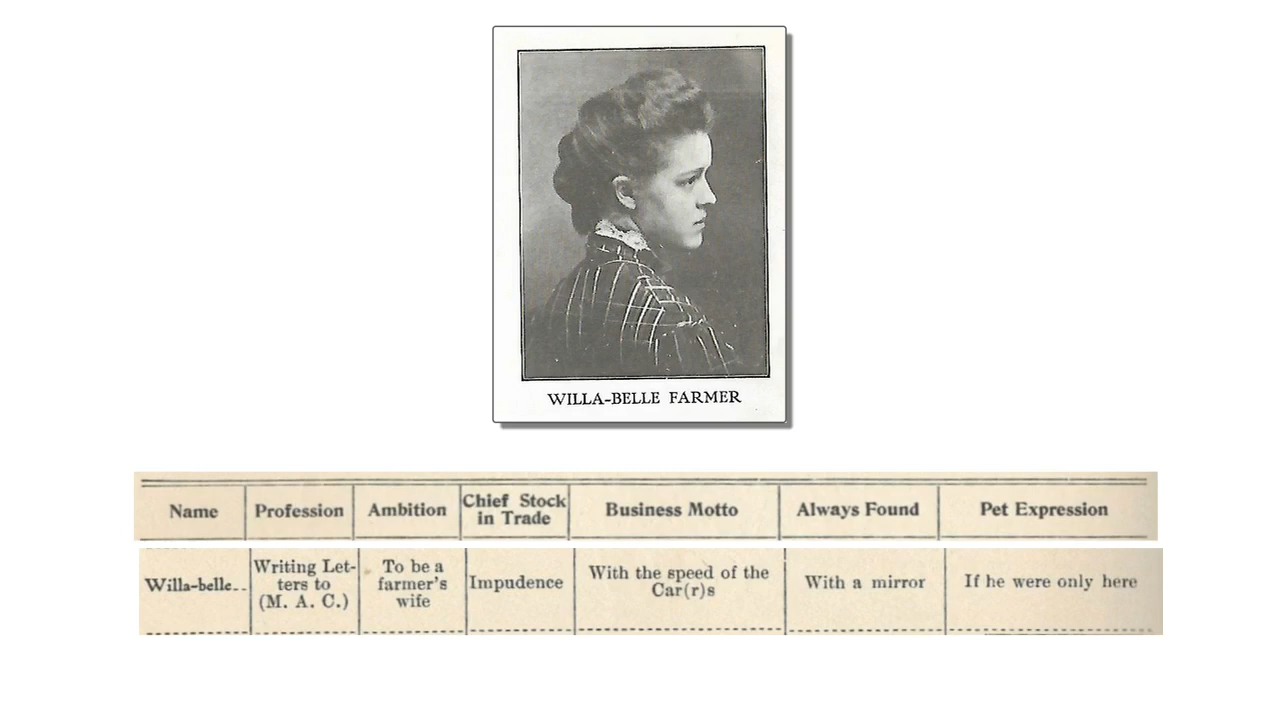 WILLA-BELLE FARMER
Name Profession Ambition Chief Stock in Trade Business Motto Always Found Pet Expression
Willa-belle--
Writing Let-
ters to
(M. A. C.)
To be a
farmer's
wife
Impudence
With the speed of the
Car(r)s
With a mirror
If he were only here